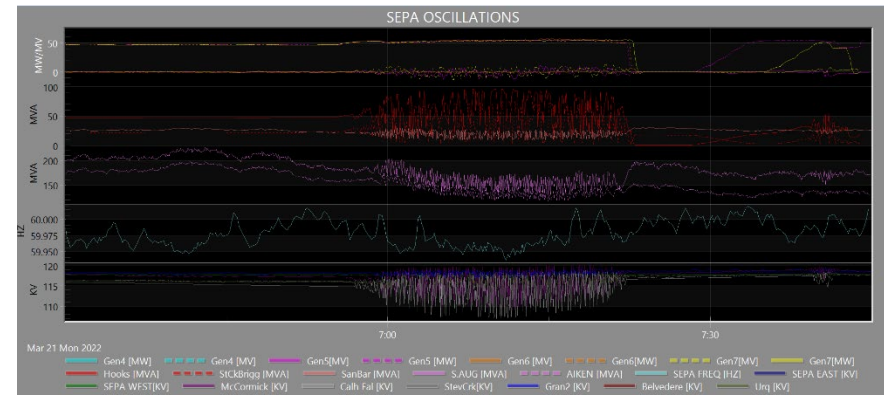 SEPA OSCILLATIONS
MW/MV
50
0
MVA
100
50
0
MVA
200
150
HZ
60.000
59.975
59.950
KV
120
115
110
7:00 7:30
Mar 21 Mon 2022
Gen4 [MW] Gen4 [MV] Gen5[MV] Gen5 [MW] Gen6 [MV] Gen6[MW] Gen7[MV] Gen7[MW]
Hooks [MVA] StCkBrigg [MVA] SanBar [MVA] S.AUG [MVA] AIKEN [MVA] SEPA FREQ [HZ] SEPA EAST [KV]
SEPA WEST[KV] McCormick [KV] Calh Fal [KV] StevCrk[KV] Gran2 [KV] Belvedere [KV] Urq [KV]